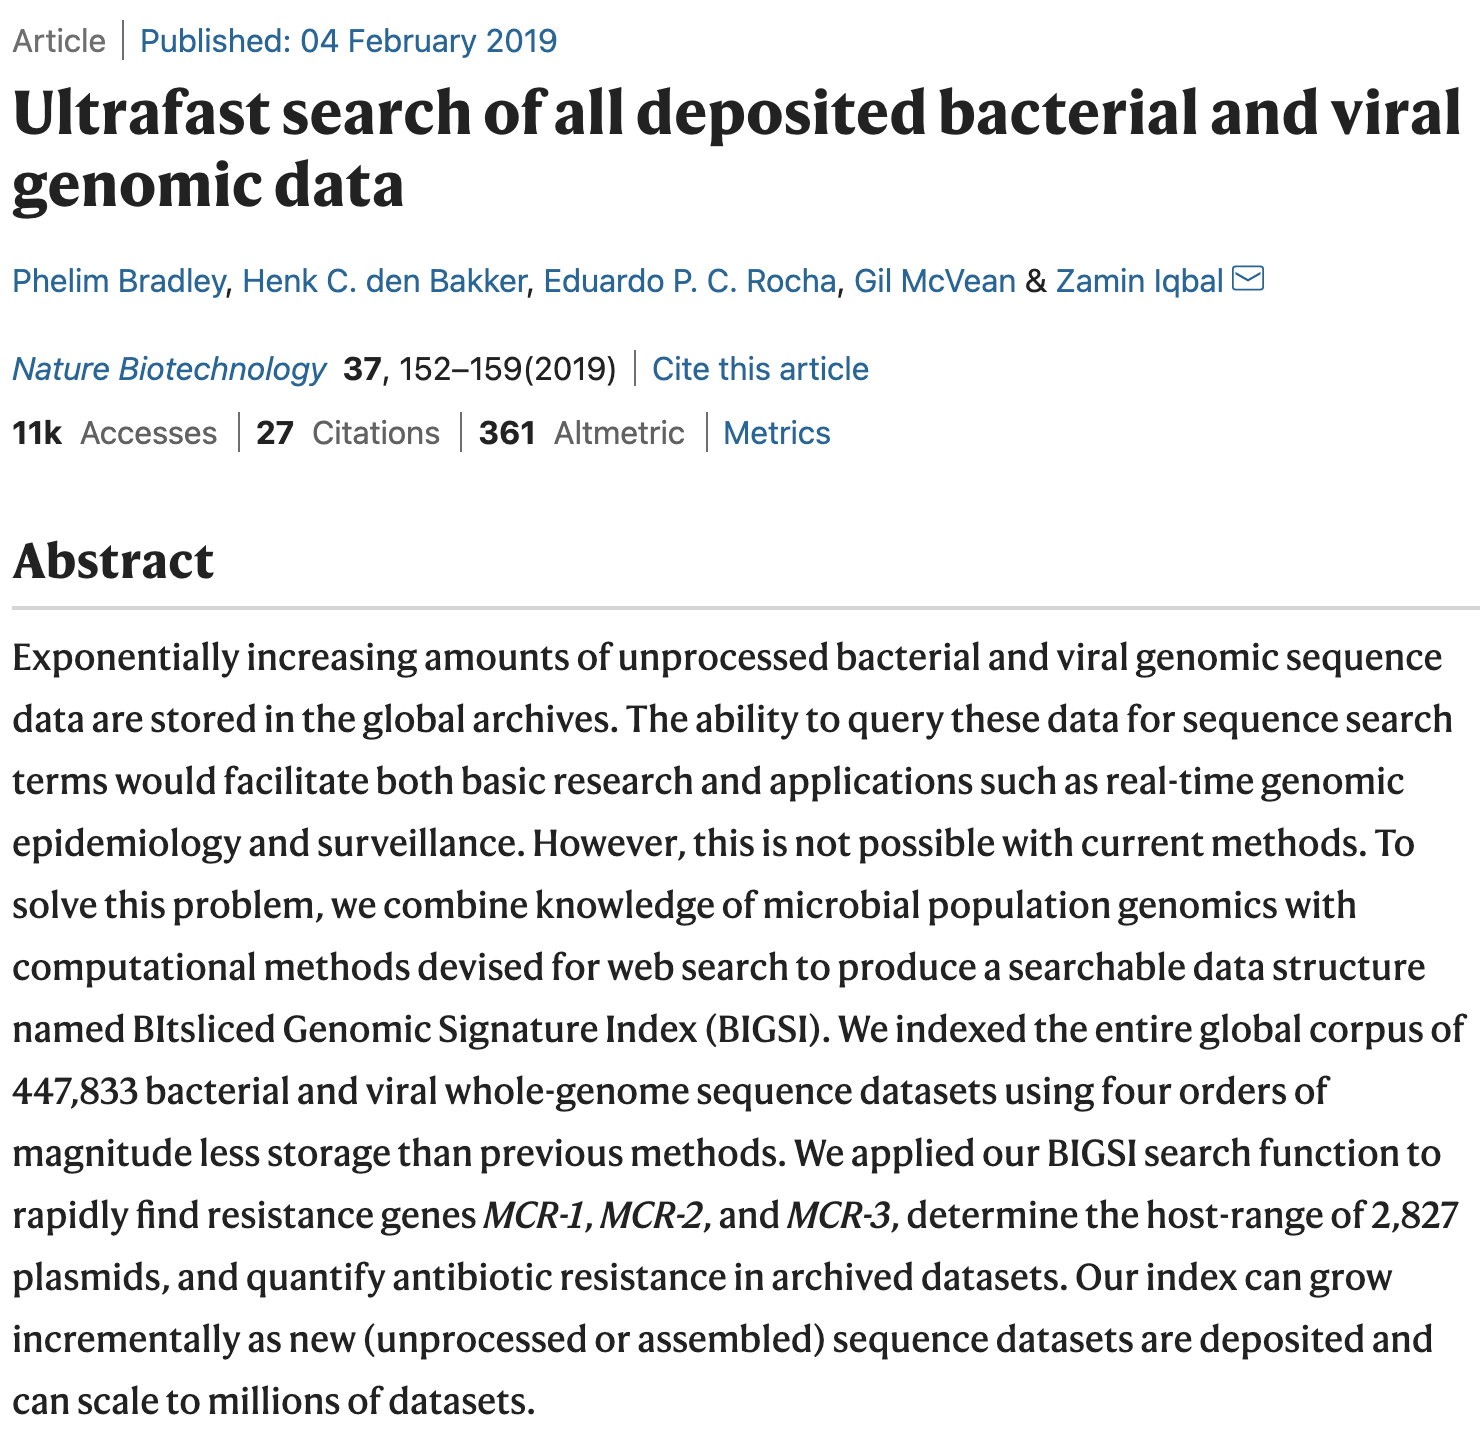 Article | Published: 04 February 2019
Ultrafast search of all deposited bacterial and viral
genomic data
Phelim Bradley, Henk C. den Bakker, Eduardo P. C. Rocha, Gil McVean & Zamin Iqbal
Nature Biotechnology 37, 152–159(2019) | Cite this article
11k Accesses | 27 Citations | 361 Altmetric | Metrics
Abstract
Exponentially increasing amounts of unprocessed bacterial and viral genomic sequence
data are stored in the global archives. The ability to query these data for sequence search
terms would facilitate both basic research and applications such as real-time genomic
epidemiology and surveillance. However, this is not possible with current methods. To
solve this problem, we combine knowledge of microbial population genomics with
computational methods devised for web search to produce a searchable data structure
named BItsliced Genomic Signature Index (BIGSI). We indexed the entire global corpus of
447,833 bacterial and viral whole-genome sequence datasets using four orders of
magnitude less storage than previous methods. We applied our BIGSI search function to
rapidly find resistance genes MCR-1, MCR-2, and MCR-3, determine the host-range of 2,827
plasmids, and quantify antibiotic resistance in archived datasets. Our index can grow
incrementally as new (unprocessed or assembled) sequence datasets are deposited and
can scale to millions of datasets.